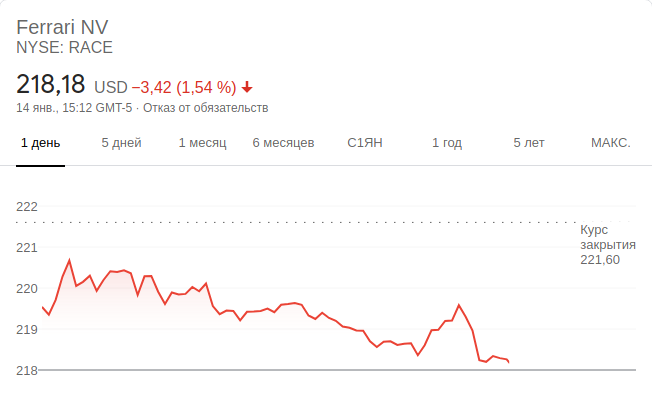 Ferrari NV
NYSE: RACE
218,18 USD −3,42 (1,54 %)
14 янв., 15:12 GMT-5 · Отказ от обязательств
1 день 5 дней 1 месяц 6 месяцев С1ЯН 1 год 5 лет МАКС.
222
Курс
закрытия
221,60
221
220
219
218